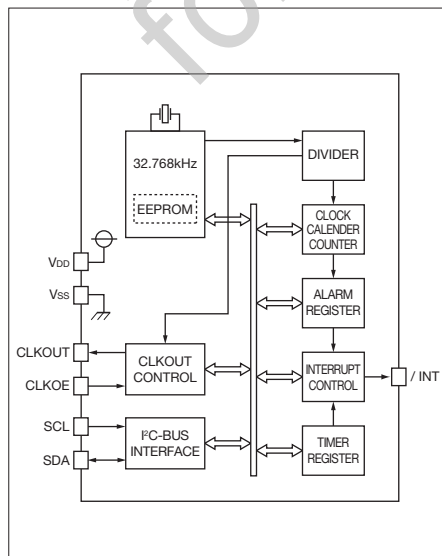 fo
32.768kHz
EEPROM
DIVIDER
CLOCK
CALENDER
COUNTER
VDD
VSS
ALARM
REGISTER
CLKOUT
CLKOE
CLKOUT
CONTROL
INTERRUPT
CONTROL
/ INT
SCL
SDA
I²C-BUS
INTERFACE
TIMER
REGISTER